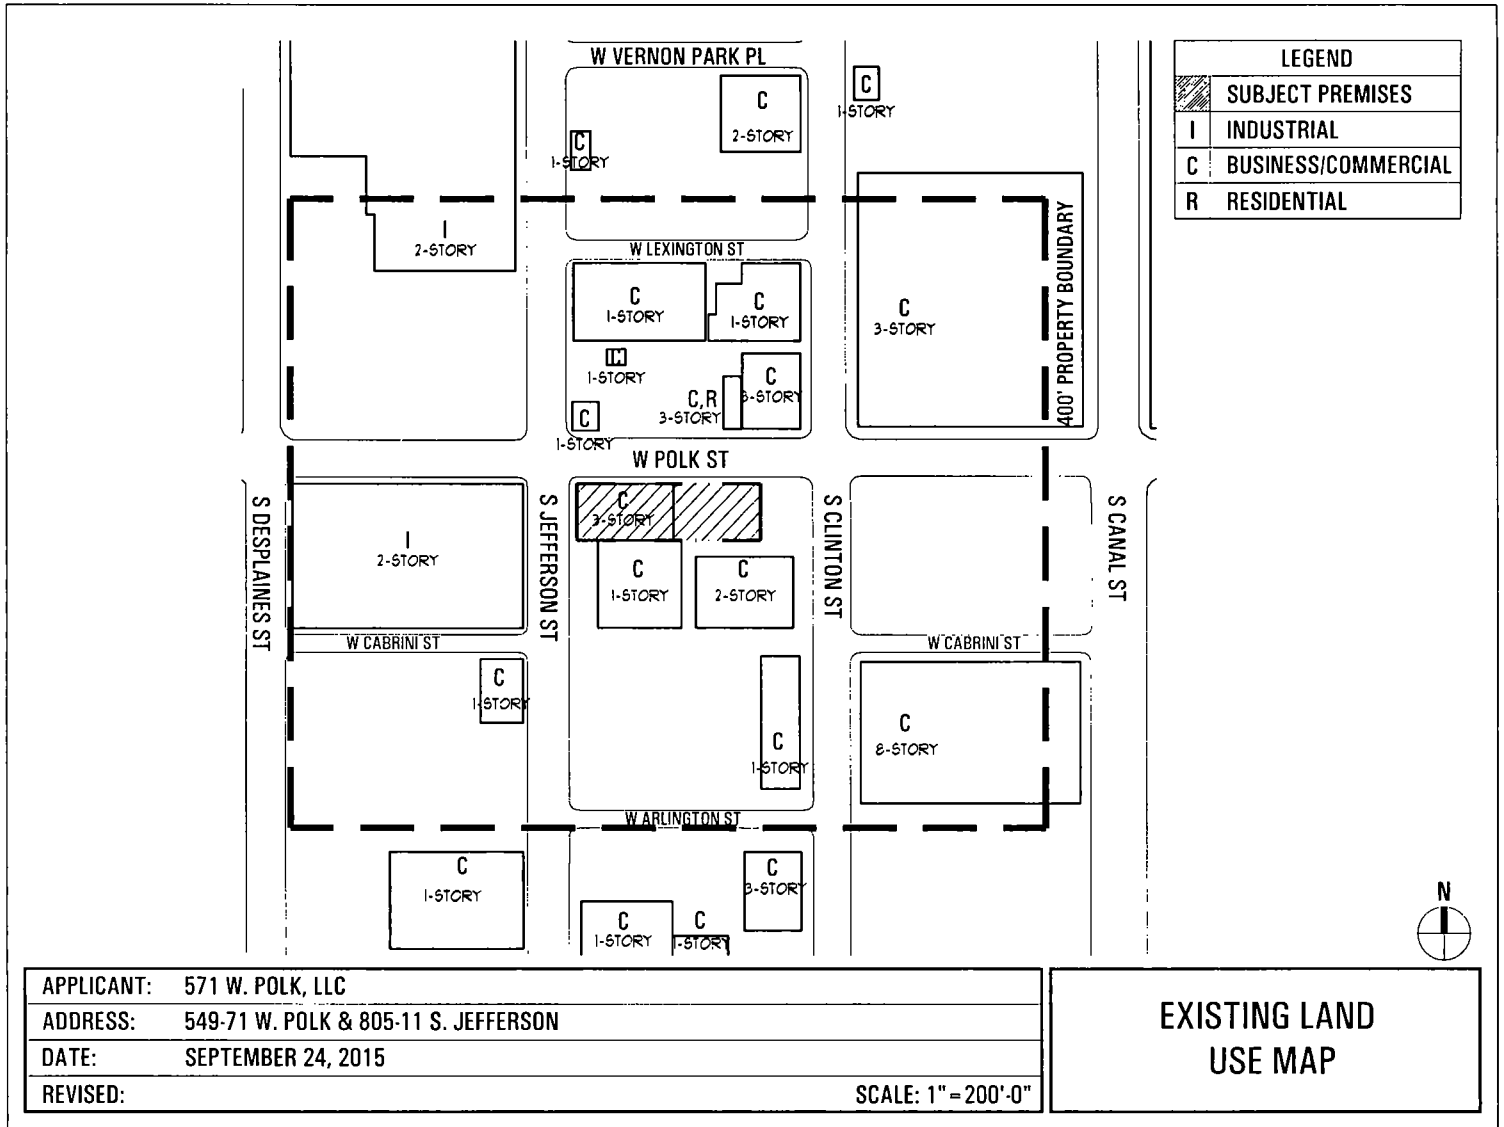 W VERNON PARK PL
LEGEND
SUBJECT PREMISES
I INDUSTRIAL
C BUSINESS/COMMERCIAL
R RESIDENTIAL
C
1-STORY
C
2-STORY
C
1-STORY
I
2-STORY
W LEXINGTON ST
C
1-STORY
C
1-STORY
C
3-STORY
400' PROPERTY BOUNDARY
C
1-STORY
C,R
3-STORY
C
3-STORY
C
1-STORY
W POLK ST
S DESPLAINES ST
S JEFFERSON ST
S CLINTON ST
S CANAL ST
C
3-STORY
I
2-STORY
C
1-STORY
C
2-STORY
W CABRINI ST
W CABRINI ST
C
1-STORY
C
1-STORY
C
8-STORY
W ARLINGTON ST
C
1-STORY
C
3-STORY
C
1-STORY
C
1-STORY
N
APPLICANT: 571 W. POLK, LLC
ADDRESS: 549-71 W. POLK & 805-11 S. JEFFERSON
DATE: SEPTEMBER 24, 2015
REVISED: SCALE: 1"=200'-0"
EXISTING LAND
USE MAP